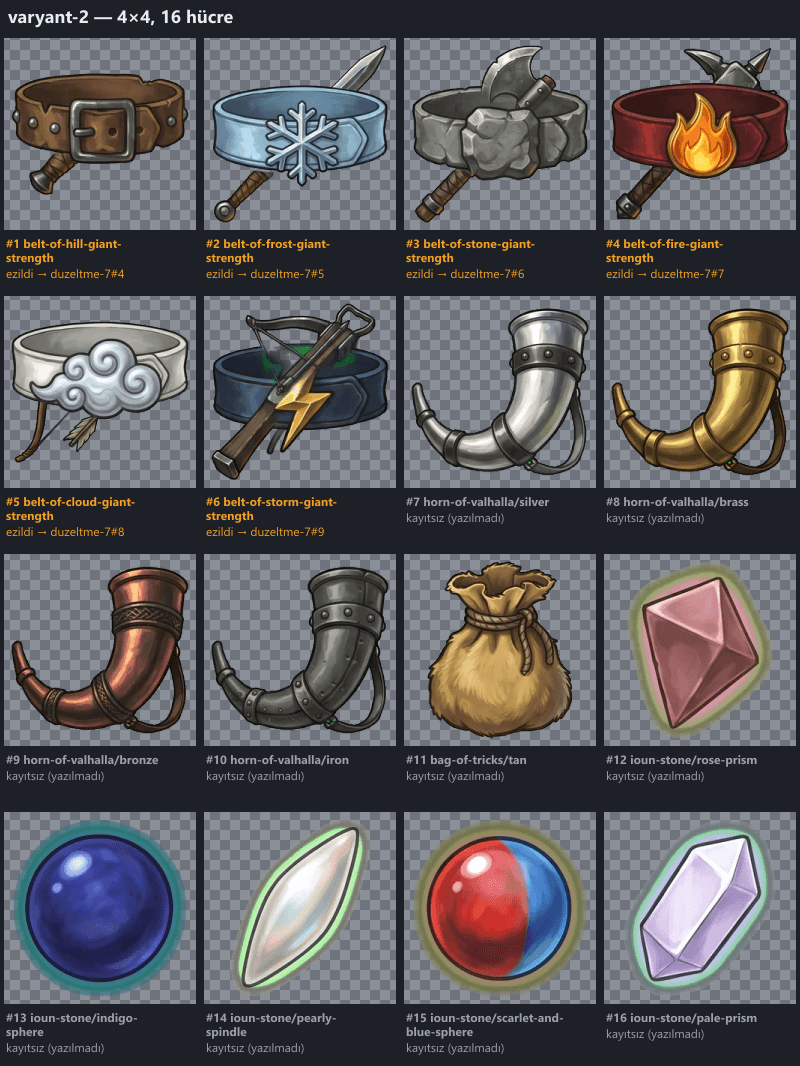 varyant-2 — 4×4, 16 hücre
#1 belt-of-hill-giant-
strength
ezildi → duzeltme-7#4
#2 belt-of-frost-giant-
strength
ezildi → duzeltme-7#5
#3 belt-of-stone-giant-
strength
ezildi → duzeltme-7#6
#4 belt-of-fire-giant-
strength
ezildi → duzeltme-7#7
#5 belt-of-cloud-giant-
strength
ezildi → duzeltme-7#8
#6 belt-of-storm-giant-
strength
ezildi → duzeltme-7#9
#7 horn-of-valhalla/silver
kayıtsız (yazılmadı)
#8 horn-of-valhalla/brass
kayıtsız (yazılmadı)
#9 horn-of-valhalla/bronze
kayıtsız (yazılmadı)
#10 horn-of-valhalla/iron
kayıtsız (yazılmadı)
#11 bag-of-tricks/tan
kayıtsız (yazılmadı)
#12 ioun-stone/rose-prism
kayıtsız (yazılmadı)
#13 ioun-stone/indigo-
sphere
kayıtsız (yazılmadı)
#14 ioun-stone/pearly-
spindle
kayıtsız (yazılmadı)
#15 ioun-stone/scarlet-and-
blue-sphere
kayıtsız (yazılmadı)
#16 ioun-stone/pale-prism
kayıtsız (yazılmadı)